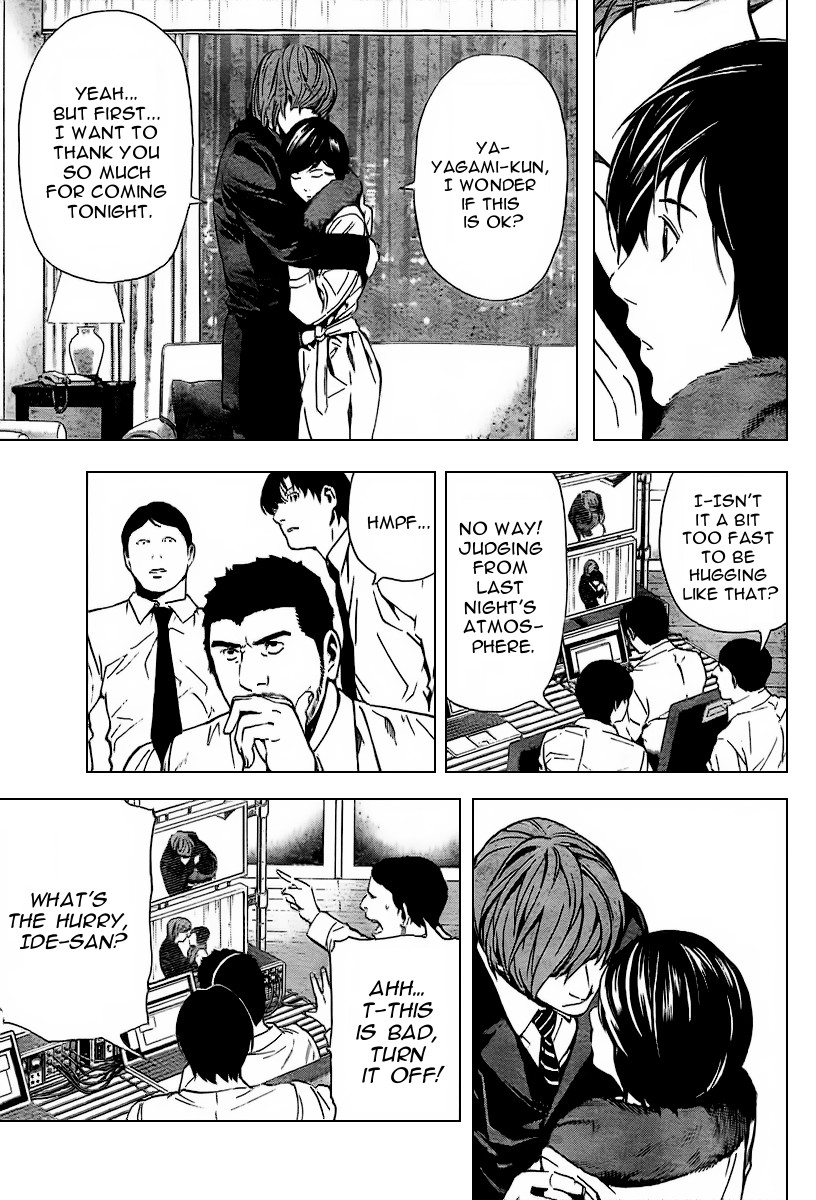 YA-
YAGAMI-KUN,
I WONDER
IF THIS
IS OK?
YEAH...
BUT FIRST...
I WANT TO
THANK YOU
SO MUCH
FOR COMING
TONIGHT.
I-ISN'T
IT A BIT
TOO FAST
TO BE
HUGGING
LIKE THAT?
NO WAY!
JUDGING
FROM
LAST
NIGHT'S
ATMOS-
PHERE.
HMPF...
AHH...
T-THIS
IS BAD,
TURN
IT OFF!
WHAT'S
THE HURRY,
IDE-SAN?